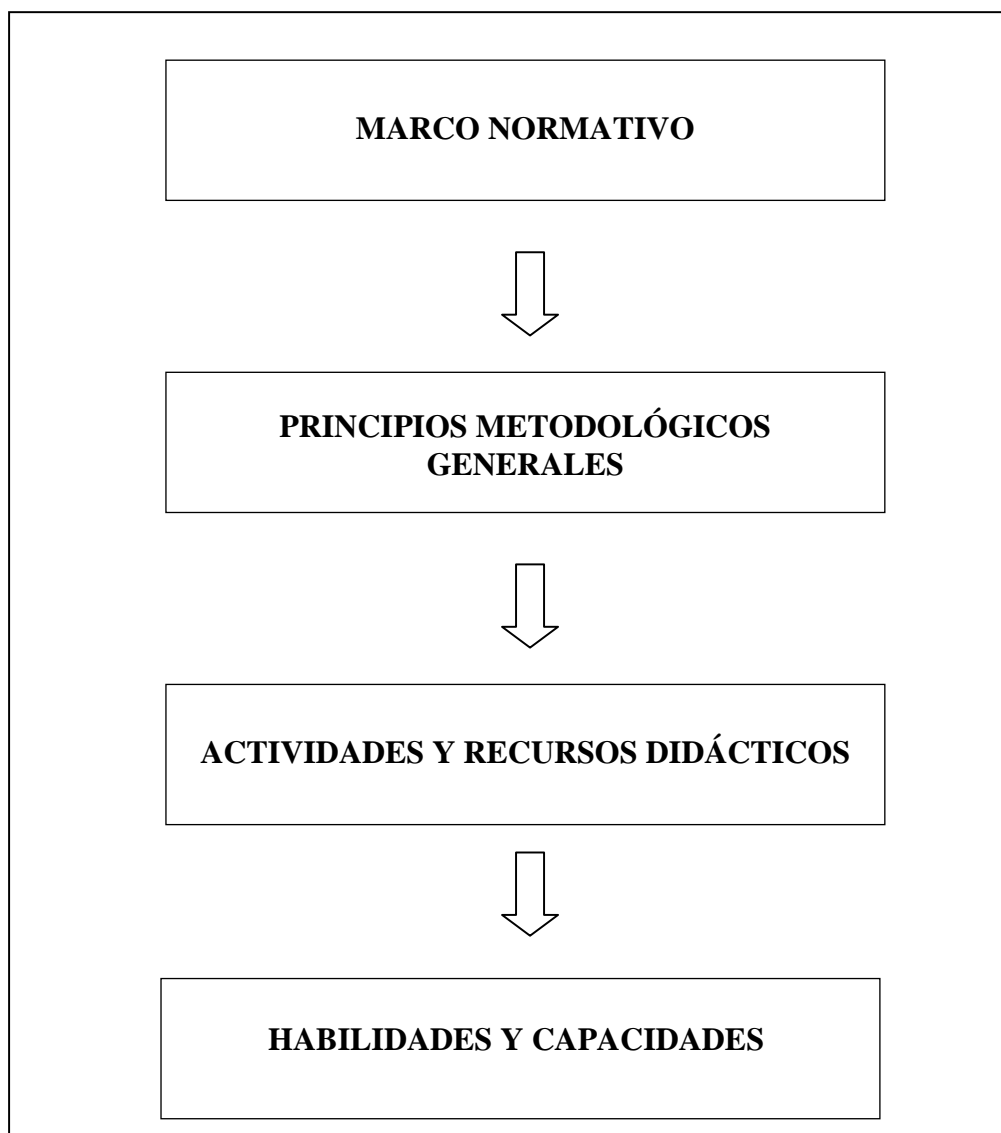 MARCO NORMATIVO
PRINCIPIOS METODOLÓGICOS
GENERALES
ACTIVIDADES Y RECURSOS DIDÁCTICOS
HABILIDADES Y CAPACIDADES